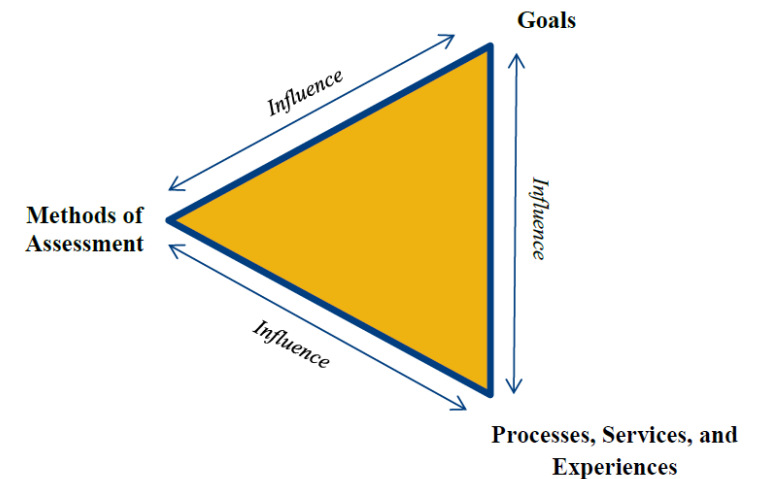 Goals
Influence
Influence
Methods of
Assessment
Influence
Processes, Services, and
Experiences